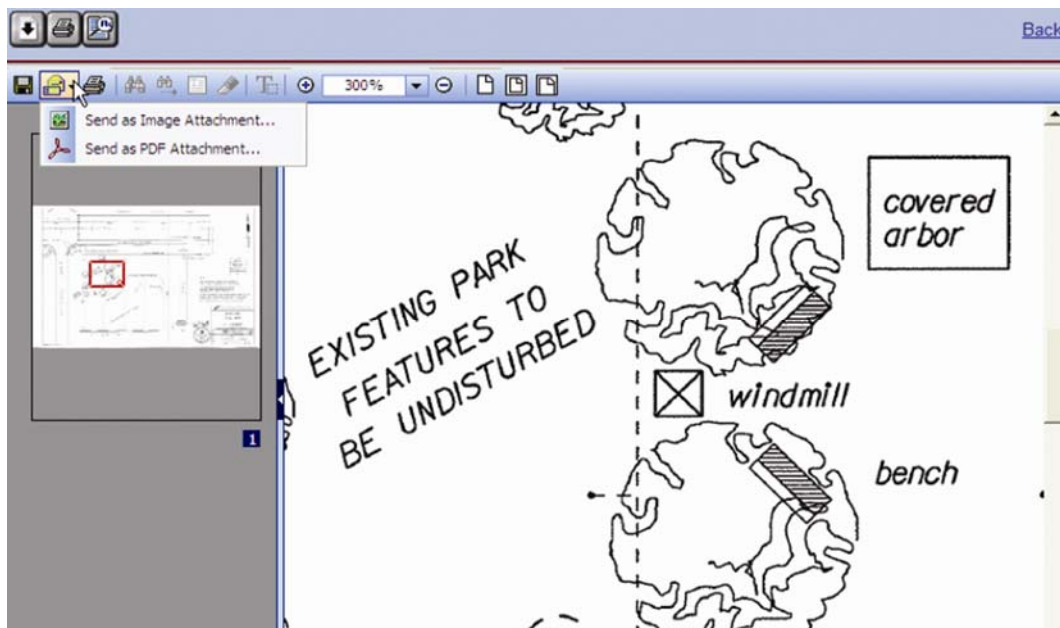 Back
300%
Send as Image Attachment...
Send as PDF Attachment...
1
EXISTING PARK
FEATURES TO
BE UNDISTURBED
covered
arbor
windmill
bench